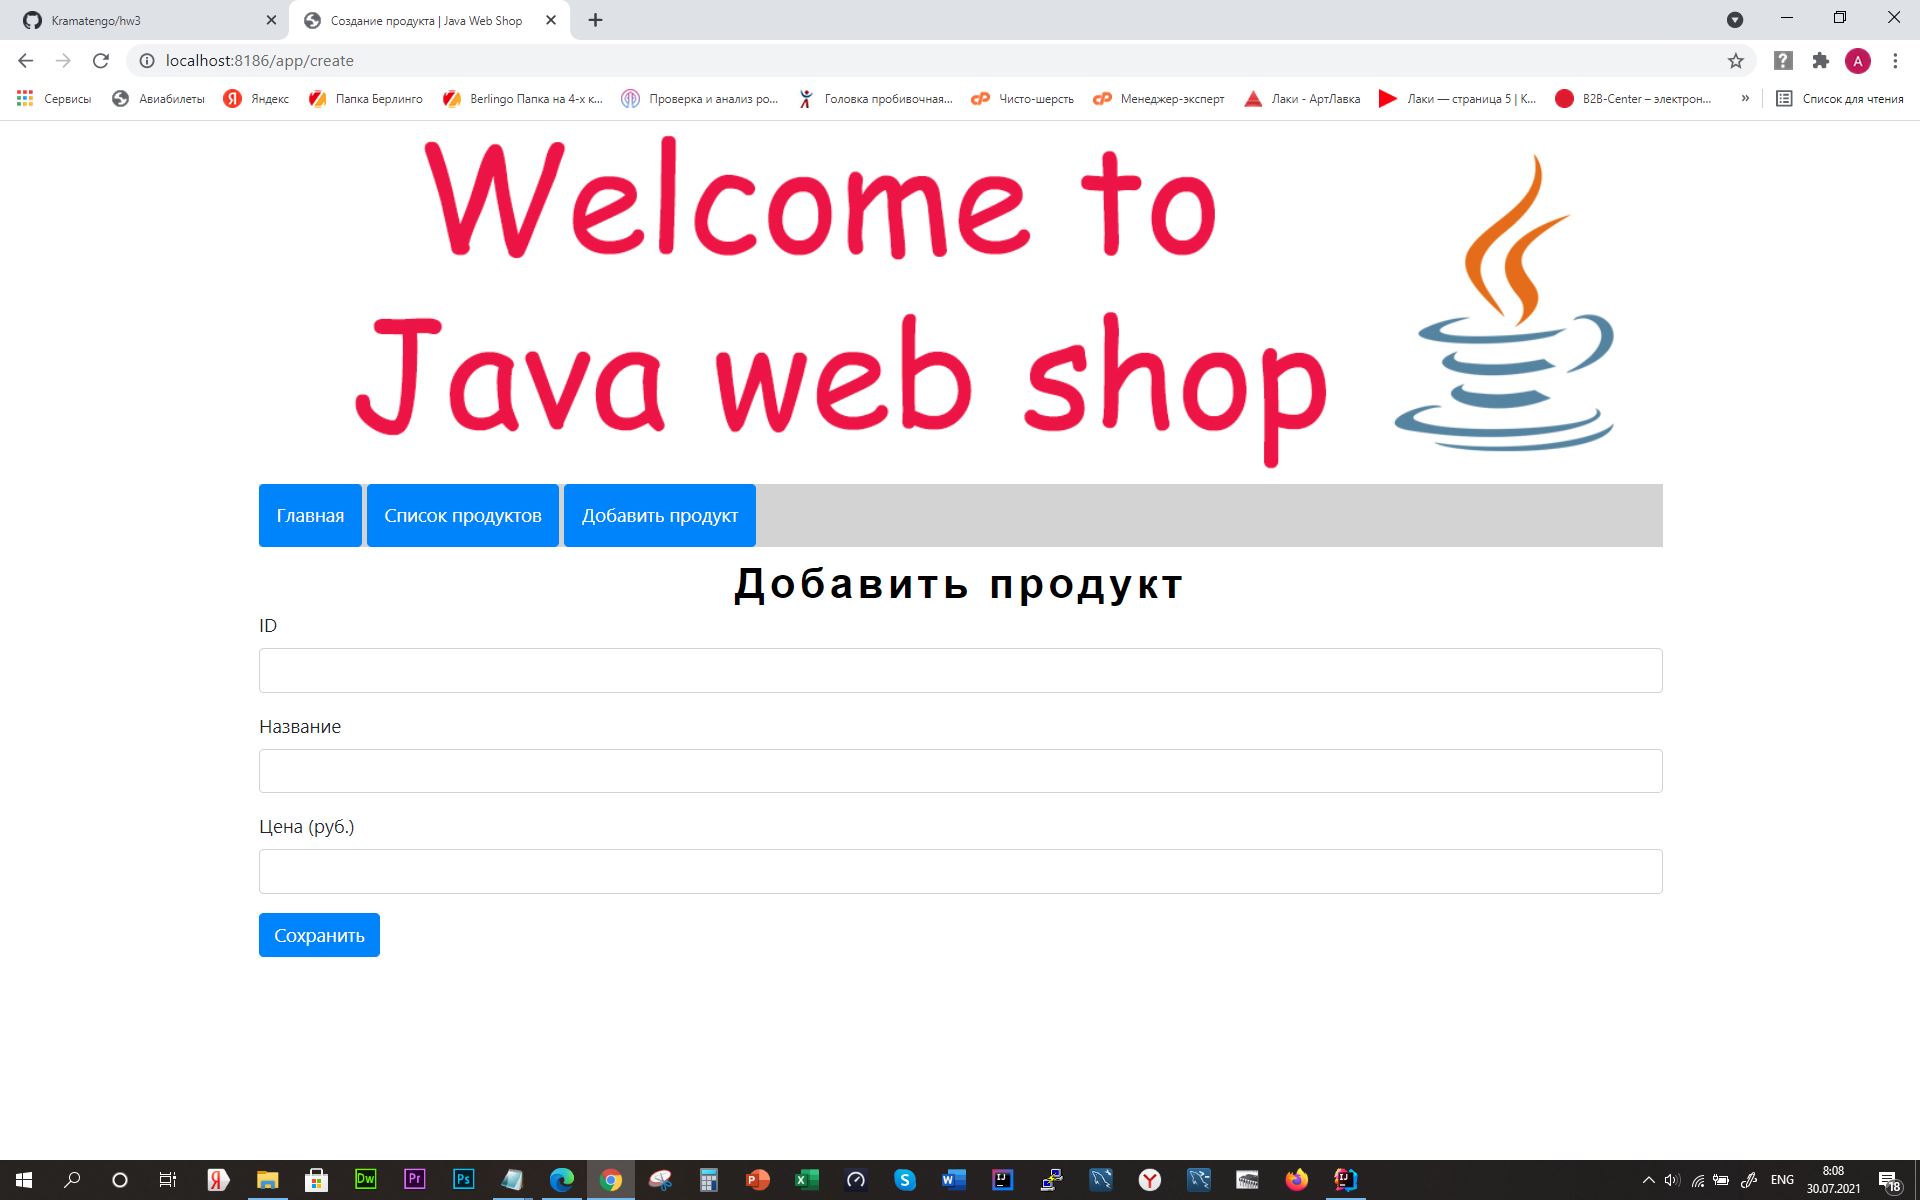 Kramatengo/hw3
Создание продукта | Java Web Shop
localhost:8186/app/create
Сервисы
Авиабилеты
Яндекс
Папка Берлинго
Berlingo Папка на 4-х к...
Проверка и анализ ро...
Головка пробивочная...
Чисто-шерсть
Менеджер-эксперт
Лаки - АртЛавка
Лаки — страница 5 | К...
B2B-Center – электрон...
»
Список для чтения
Welcome to
Java web shop
Главная
Список продуктов
Добавить продукт
Добавить продукт
ID
Название
Цена (руб.)
Сохранить
ENG
8:08
30.07.2021
18